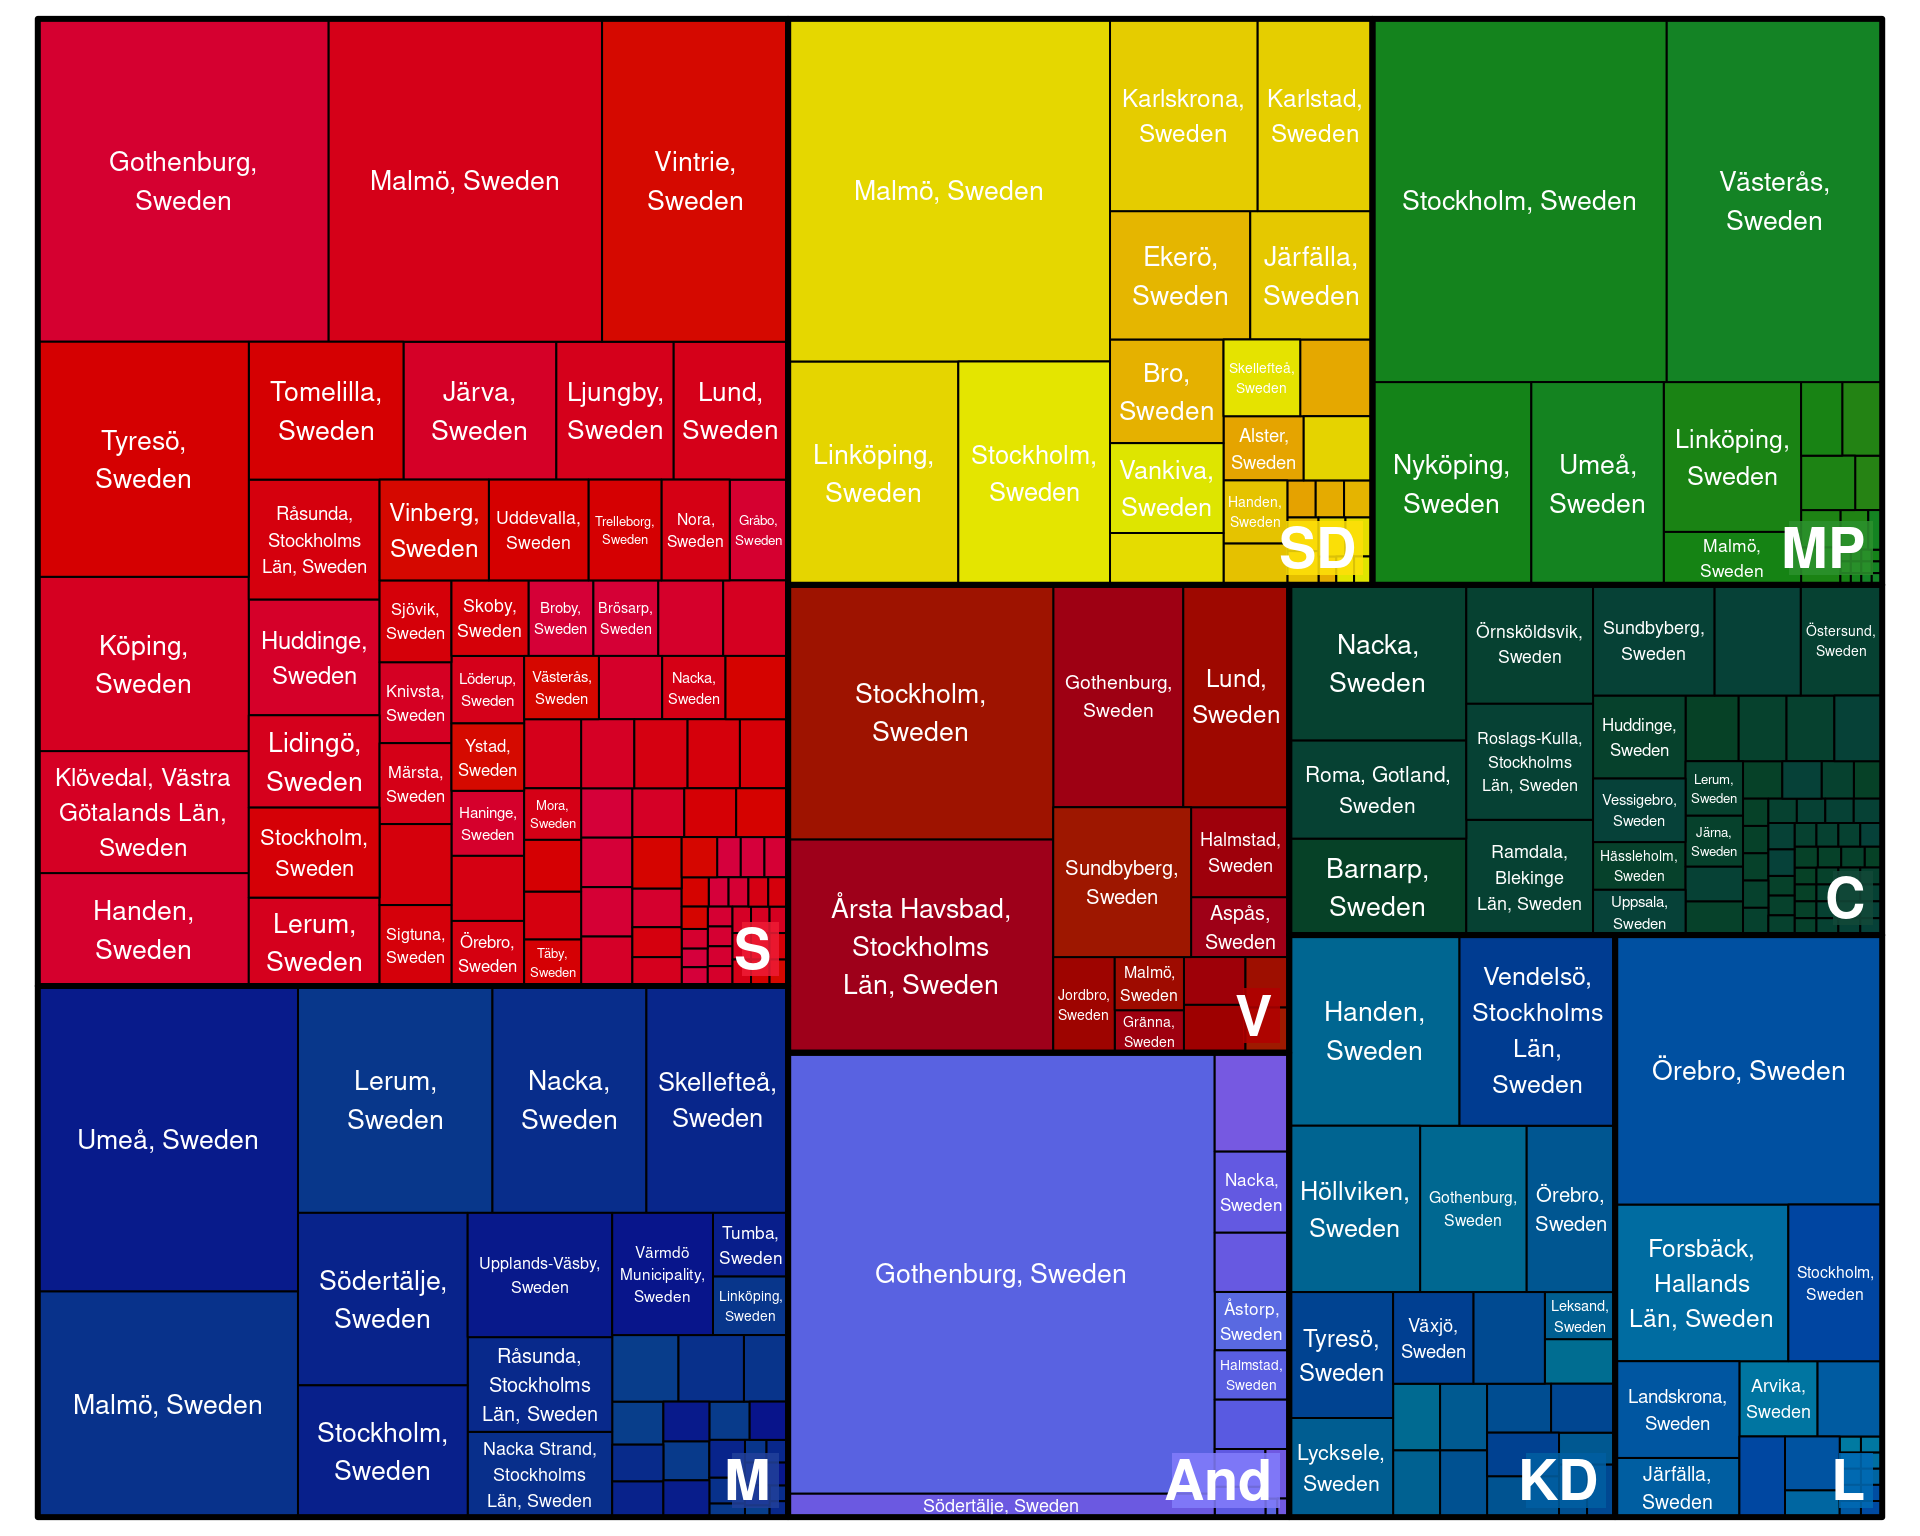 Gothenburg,
Sweden
Malmö, Sweden
Vintrie,
Sweden
Tyresö,
Sweden
Tomelilla,
Sweden
Järva,
Sweden
Ljungby,
Sweden
Lund,
Sweden
Råsunda,
Stockholms
Län, Sweden
Vinberg,
Sweden
Uddevalla,
Sweden
Trelleborg,
Sweden
Nora,
Sweden
Gråbo,
Sweden
Köping,
Sweden
Huddinge,
Sweden
Sjövik,
Sweden
Skoby,
Sweden
Broby,
Sweden
Brösarp,
Sweden
Knivsta,
Sweden
Löderup,
Sweden
Västerås,
Sweden
Nacka,
Sweden
Klövedal, Västra
Götalands Län,
Sweden
Lidingö,
Sweden
Märsta,
Sweden
Ystad,
Sweden
Haninge,
Sweden
Mora,
Sweden
Stockholm,
Sweden
Handen,
Sweden
Lerum,
Sweden
Sigtuna,
Sweden
Örebro,
Sweden
Täby,
Sweden
S
Malmö, Sweden
Karlskrona,
Sweden
Karlstad,
Sweden
Ekerö,
Sweden
Järfälla,
Sweden
Bro,
Sweden
Skellefteå,
Sweden
Linköping,
Sweden
Stockholm,
Sweden
Alster,
Sweden
Vankiva,
Sweden
Handen,
Sweden
SD
Stockholm, Sweden
Västerås,
Sweden
Nyköping,
Sweden
Umeå,
Sweden
Linköping,
Sweden
Malmö,
Sweden
MP
Stockholm,
Sweden
Gothenburg,
Sweden
Lund,
Sweden
Årsta Havsbad,
Stockholms
Län, Sweden
Sundbyberg,
Sweden
Halmstad,
Sweden
Aspås,
Sweden
Jordbro,
Sweden
Malmö,
Sweden
Gränna,
Sweden
V
Nacka,
Sweden
Örnsköldsvik,
Sweden
Sundbyberg,
Sweden
Östersund,
Sweden
Roma, Gotland,
Sweden
Roslags-Kulla,
Stockholms
Län, Sweden
Huddinge,
Sweden
Vessigebro,
Sweden
Lerum,
Sweden
Järna,
Sweden
Barnarp,
Sweden
Ramdala,
Blekinge
Län, Sweden
Hässleholm,
Sweden
Uppsala,
Sweden
C
Umeå, Sweden
Lerum,
Sweden
Nacka,
Sweden
Skellefteå,
Sweden
Malmö, Sweden
Södertälje,
Sweden
Upplands-Väsby,
Sweden
Värmdö
Municipality,
Sweden
Tumba,
Sweden
Linköping,
Sweden
Råsunda,
Stockholms
Län, Sweden
Stockholm,
Sweden
Nacka Strand,
Stockholms
Län, Sweden
M
Gothenburg, Sweden
Nacka,
Sweden
Åstorp,
Sweden
Halmstad,
Sweden
Södertälje, Sweden
And
Handen,
Sweden
Vendelsö,
Stockholms
Län,
Sweden
Höllviken,
Sweden
Gothenburg,
Sweden
Örebro,
Sweden
Tyresö,
Sweden
Växjö,
Sweden
Leksand,
Sweden
Lycksele,
Sweden
KD
Örebro, Sweden
Forsbäck,
Hallands
Län, Sweden
Stockholm,
Sweden
Landskrona,
Sweden
Arvika,
Sweden
Järfälla,
Sweden
L